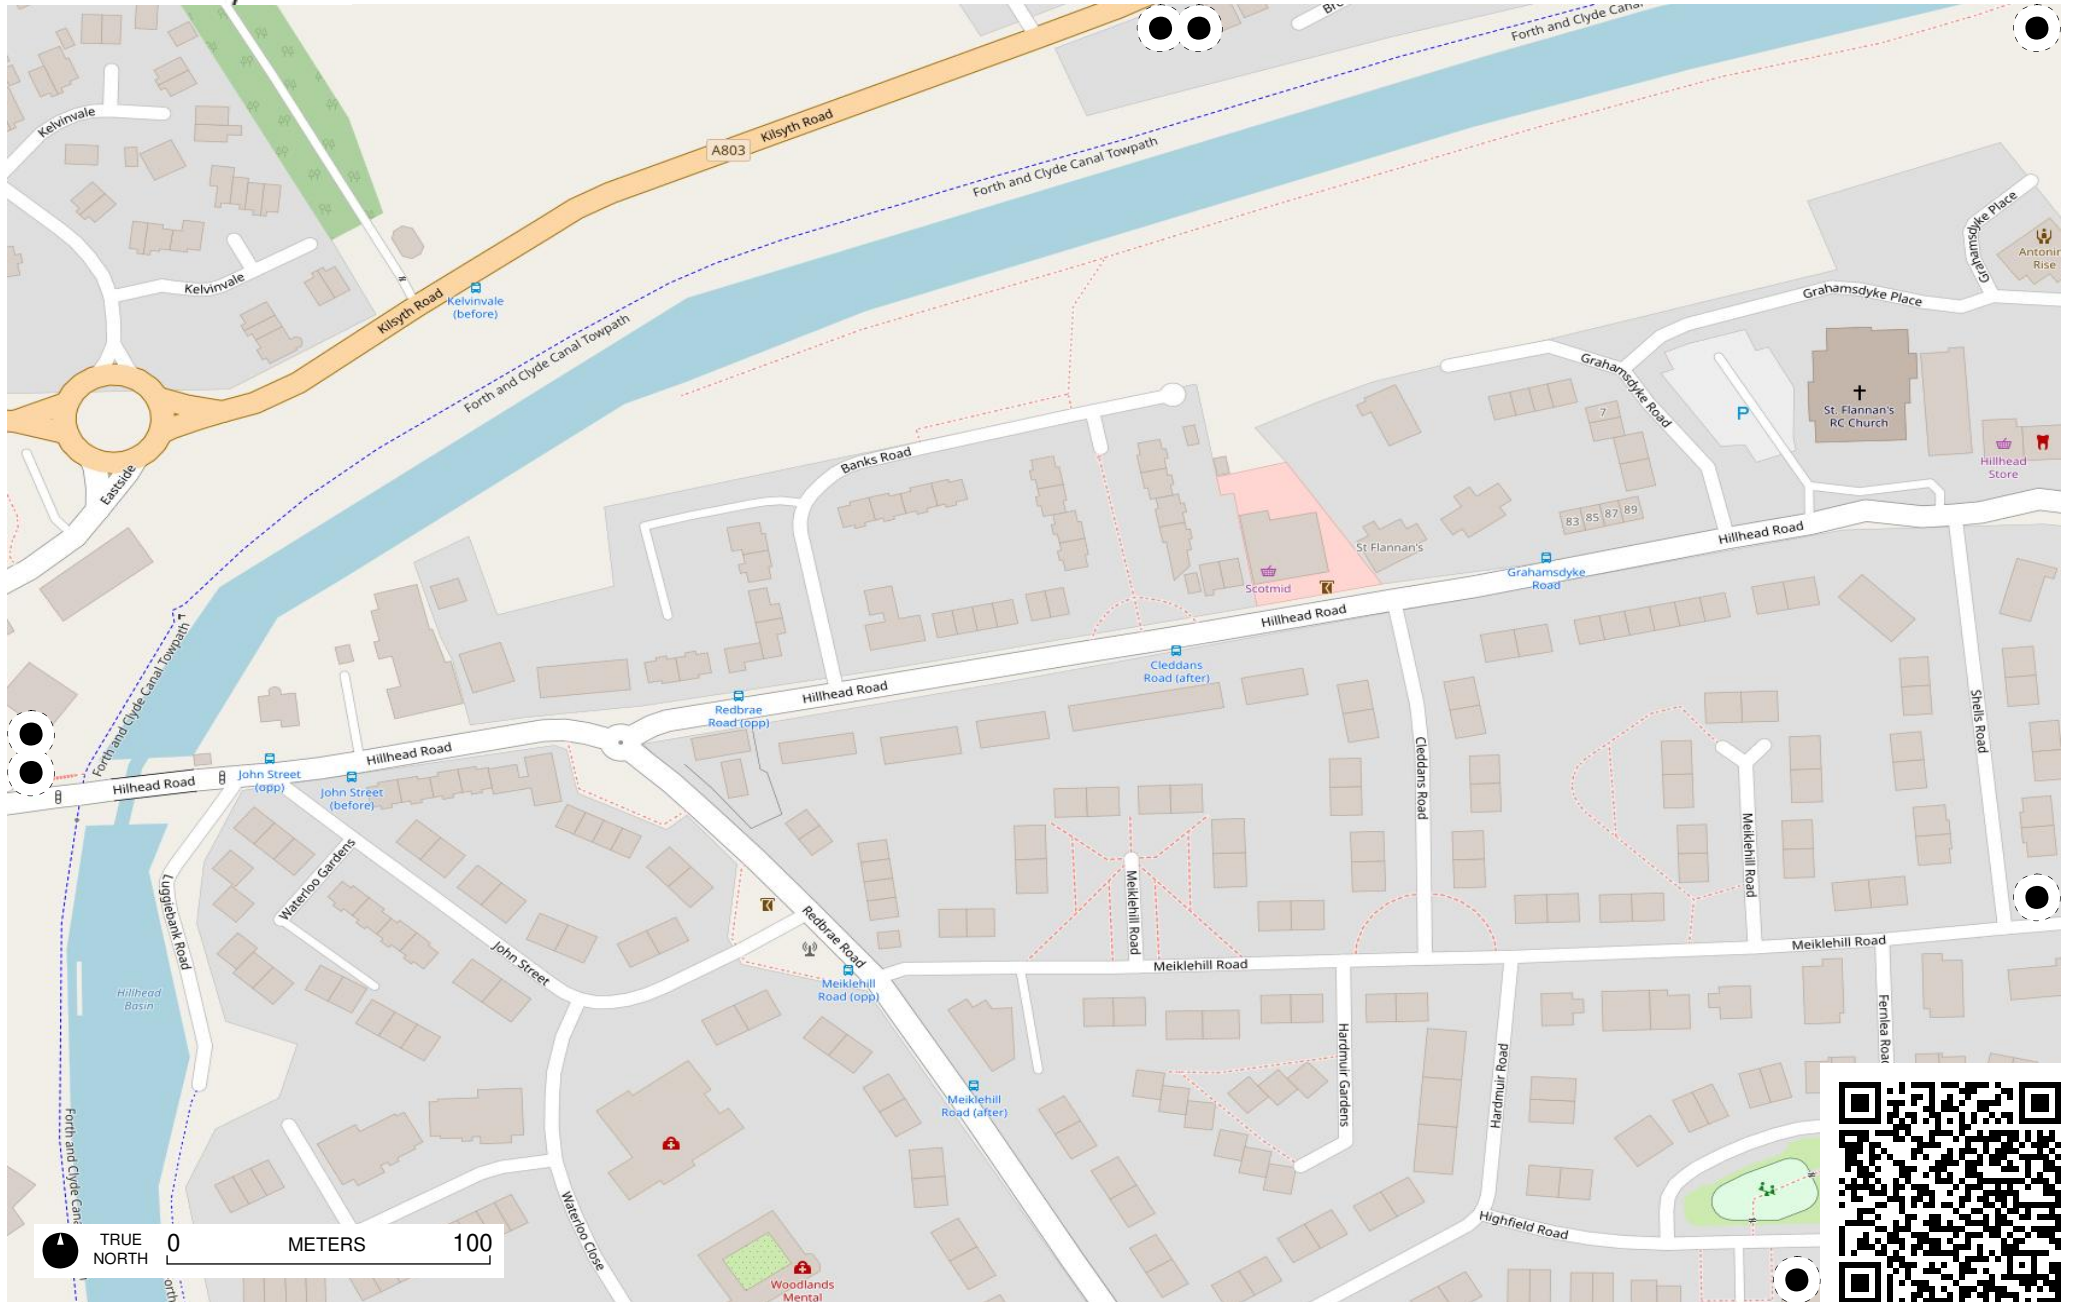 Kelvinvale
Kilsyth Road
A803
Forth and Clyde Canal Towpath
Forth and Clyde Canal Towpath
Kelvinvale
Kilsyth Road
Kelvinvale
(before)
Forth and Clyde Canal Towpath
Eastside
Forth and Clyde Canal Towpath
Grahamsdyke Place
Antonin
Rise
Grahamsdyke Place
Grahamsdyke Road
P
St. Flannan's
RC Church
Hillhead
Store
7
83 85 87 89
Banks Road
St Flannan's
Scotmid
Hillhead Road
Grahamsdyke
Road
Hillhead Road
Cleddans
Road (after)
Hillhead Road
Redbrae
Road (opp)
Hillhead Road
Hilhead Road
John Street
(opp)
John Street
(before)
Cleddans Road
Shells Road
Meiklehill Road
Meiklehill Road
Meiklehill Road
Meiklehill Road
Waterloo Gardens
Luggiebank Road
John Street
Redbrae Road
Meiklehill
Road (opp)
Hillhead
Basin
Hardmuir Gardens
Hardmuir Road
Fernlea Road
Meiklehill
Road (after)
Forth and Clyde Cana
Waterloo Close
Highfield Road
Woodlands
Mental
TRUE
NORTH
0 METERS 100